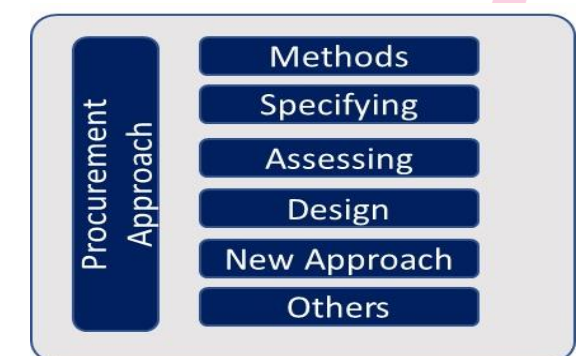 Procurement
Approach
Methods
Specifying
Assessing
Design
New Approach
Others